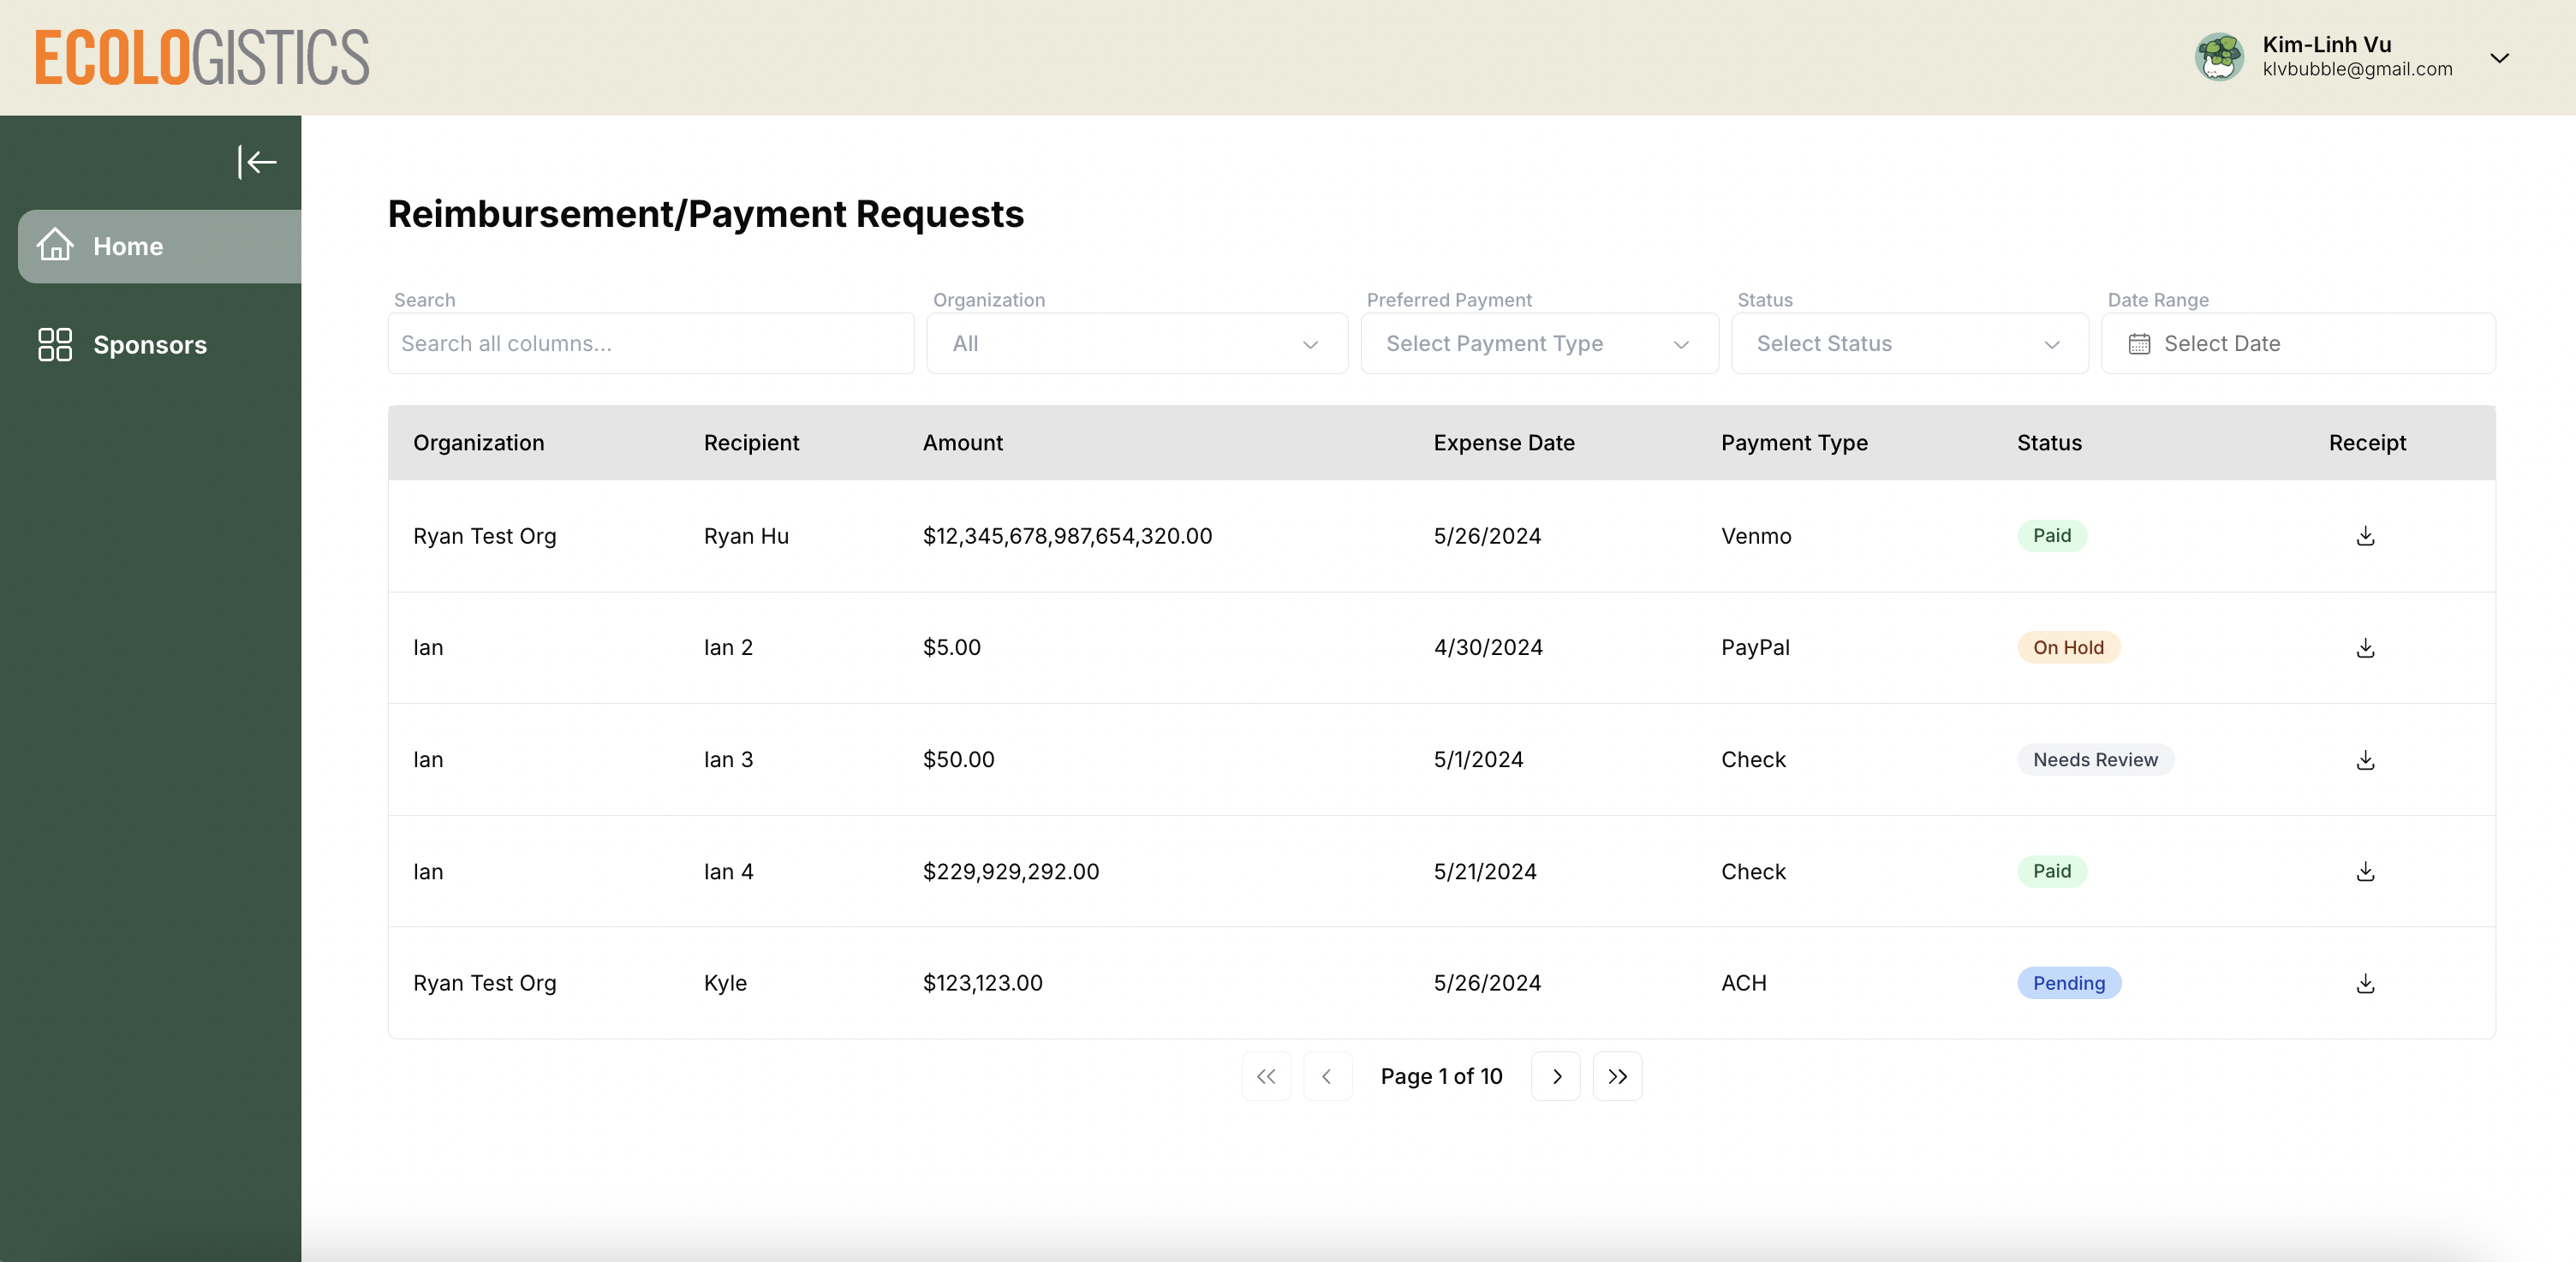 ECOLOGISTICS
Kim-Linh Vu
klvbubble@gmail.com
Home
Sponsors
Reimbursement/Payment Requests
Search Organization Preferred Payment Status Date Range
Search all columns... All Select Payment Type Select Status Select Date
Organization Recipient Amount Expense Date Payment Type Status Receipt
Ryan Test Org Ryan Hu $12,345,678,987,654,320.00 5/26/2024 Venmo Paid
Ian Ian 2 $5.00 4/30/2024 PayPal On Hold
Ian Ian 3 $50.00 5/1/2024 Check Needs Review
Ian Ian 4 $229,929,292.00 5/21/2024 Check Paid
Ryan Test Org Kyle $123,123.00 5/26/2024 ACH Pending
Page 1 of 10